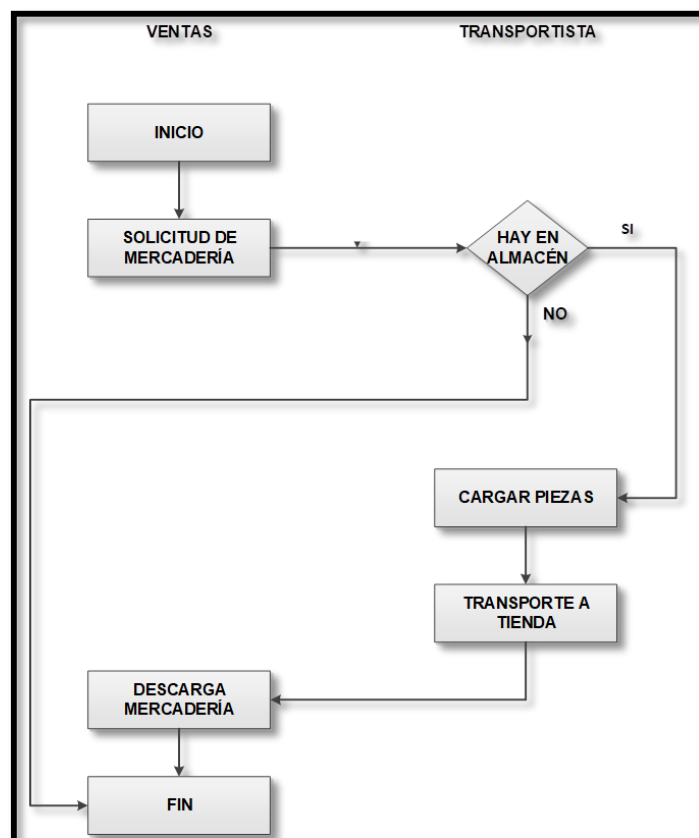 VENTAS
TRANSPORTISTA
INICIO
SOLICITUD DE
MERCADERÍA
HAY EN
ALMACÉN
SI
NO
CARGAR PIEZAS
TRANSPORTE A
TIENDA
DESCARGA
MERCADERÍA
FIN